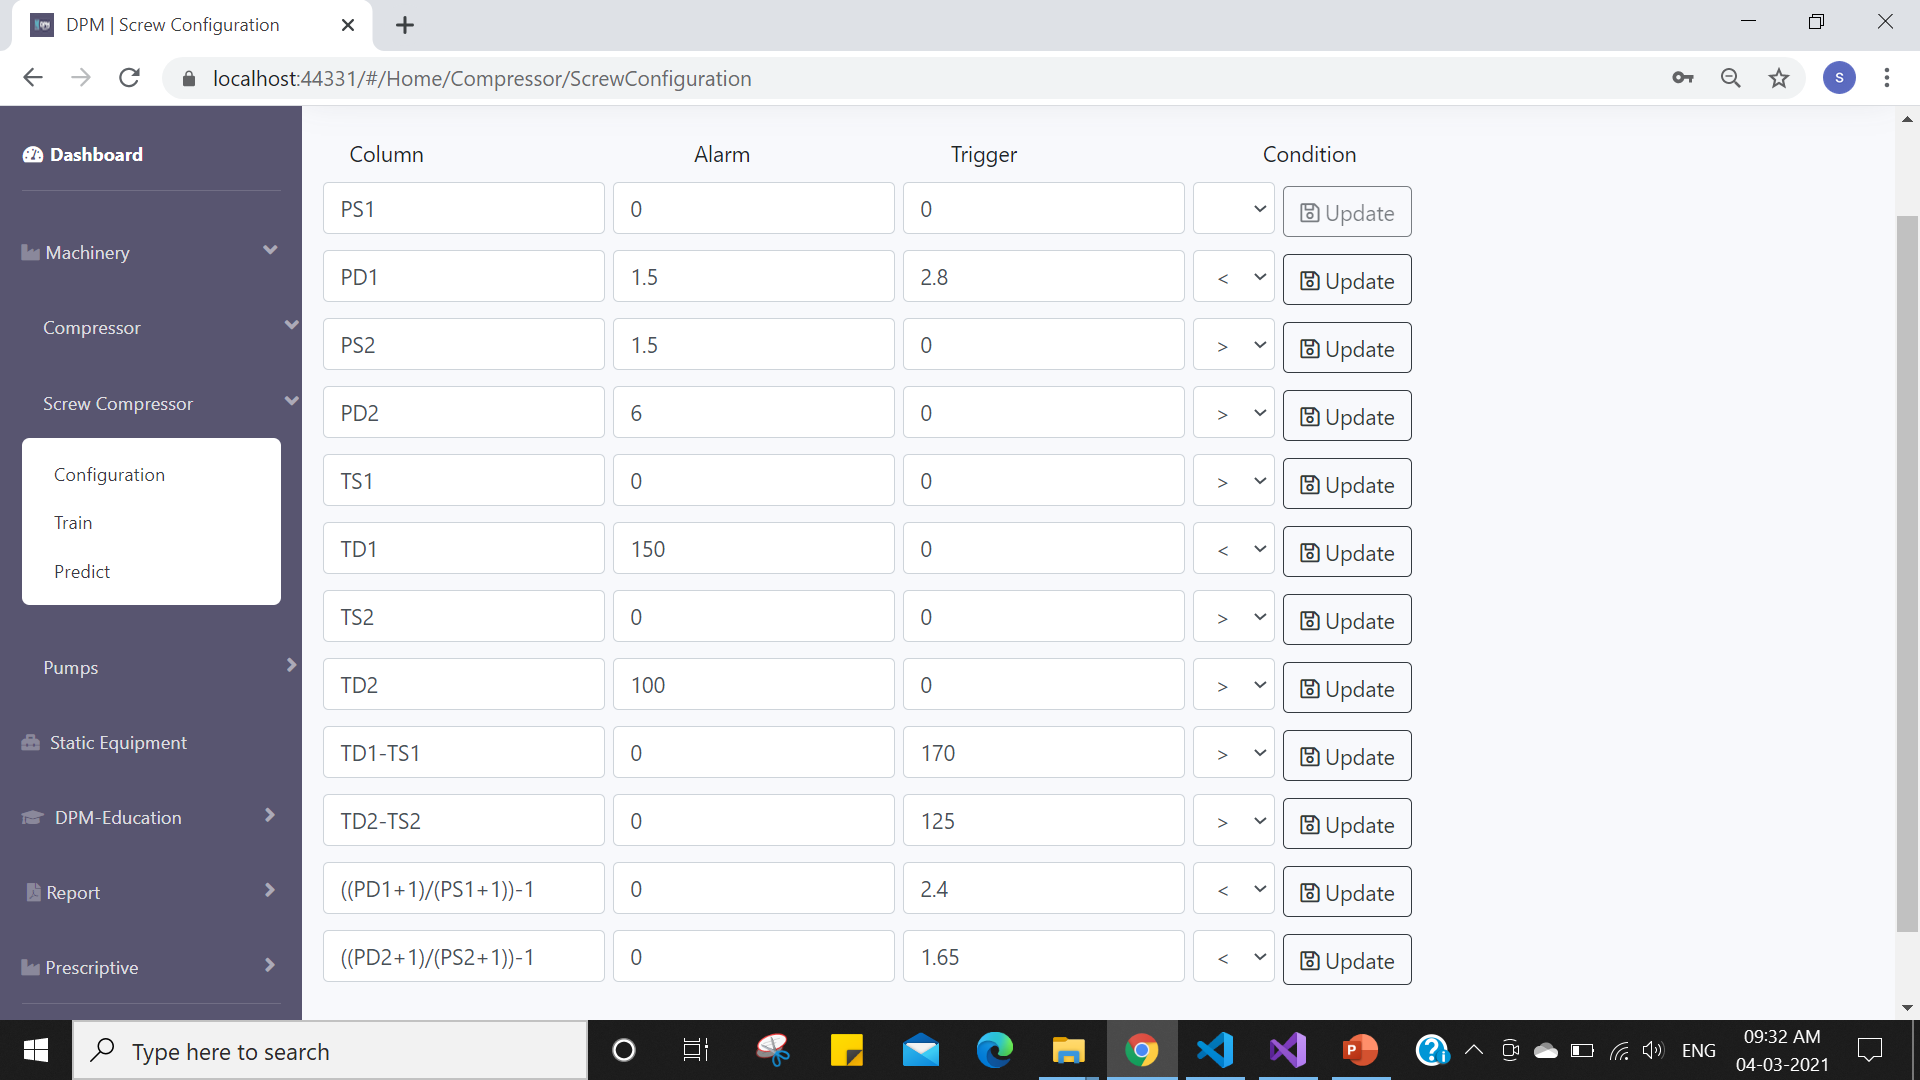 DPM | Screw Configuration
localhost:44331/#/Home/Compressor/ScrewConfiguration
S
Dashboard
Machinery
Compressor
Screw Compressor
Configuration
Train
Predict
Pumps
Static Equipment
DPM-Education
Report
Prescriptive
Column Alarm Trigger Condition
PS1 0 0 Update
PD1 1.5 2.8 < Update
PS2 1.5 0 > Update
PD2 6 0 > Update
TS1 0 0 > Update
TD1 150 0 < Update
TS2 0 0 > Update
TD2 100 0 > Update
TD1-TS1 0 170 > Update
TD2-TS2 0 125 > Update
((PD1+1)/(PS1+1))-1 0 2.4 < Update
((PD2+1)/(PS2+1))-1 0 1.65 < Update
Type here to search
ENG
09:32 AM
04-03-2021